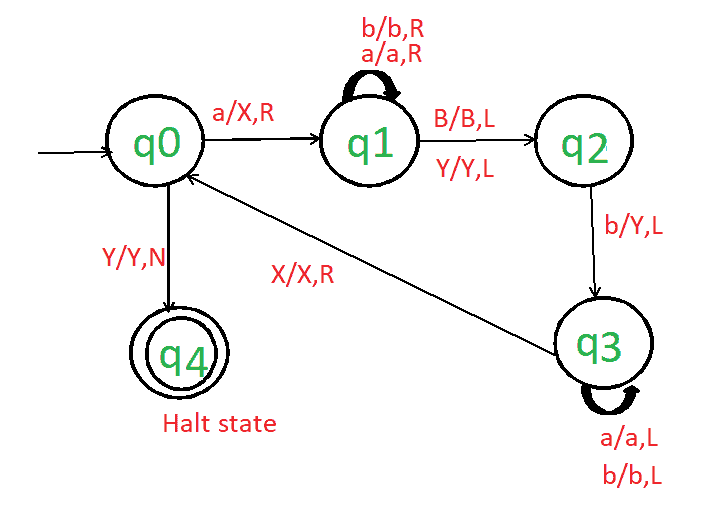 b/b,R
a/a,R
a/X,R
B/B,L
q0
q1
q2
Y/Y,L
b/Y,L
Y/Y,N
X/X,R
q4
q3
Halt state
a/a,L
b/b,L